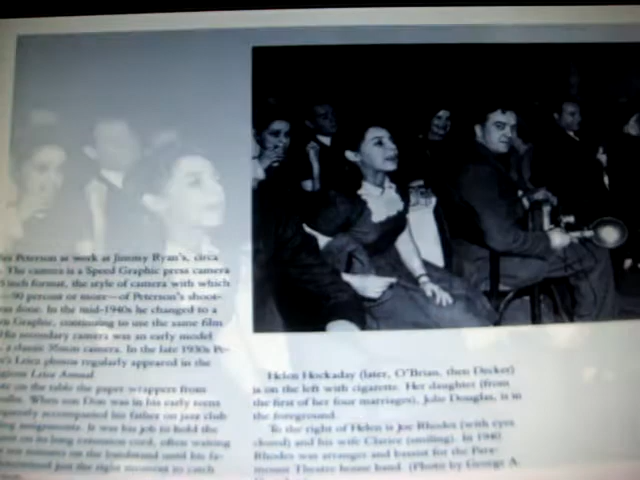 Peterson at work at Jimmy Ryan's, circa
The camera is a Speed Graphic press camera
inch format, the style of camera with which
90 percent or more—of Peterson's shoot-
was done. In the mid-1940s he changed to a
Graphic, continuing to use the same film
secondary camera was an early model
a classic 35mm camera. In the late 1930s Pe-
Leica photos regularly appeared in the
Leica Annual
on the table the paper wrappers from
When son Don was in his early teens
accompanied his father on jazz club
assignments. It was his job to hold the
on its long extension cord, often waiting
minutes on the bandstand until his fa-
just the right moment to catch
Helen Hockaday (later, O'Brian, then Decker)
is on the left with cigarette. Her daughter (from
the first of her four marriages), Julie Douglas, is in
the foreground.
To the right of Helen is Joe Rhodes (with eyes
closed) and his wife Clarice (smiling). In 1940
Rhodes was arranger and bassist for the Para-
mount Theatre house band. (Photo by George A.